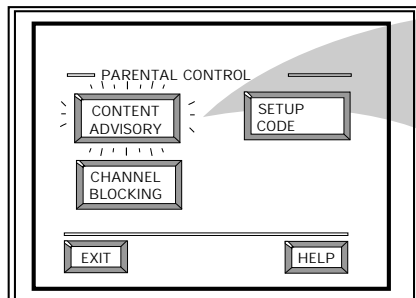 PARENTAL CONTROL
CONTENT
ADVISORY
SETUP
CODE
CHANNEL
BLOCKING
EXIT
HELP